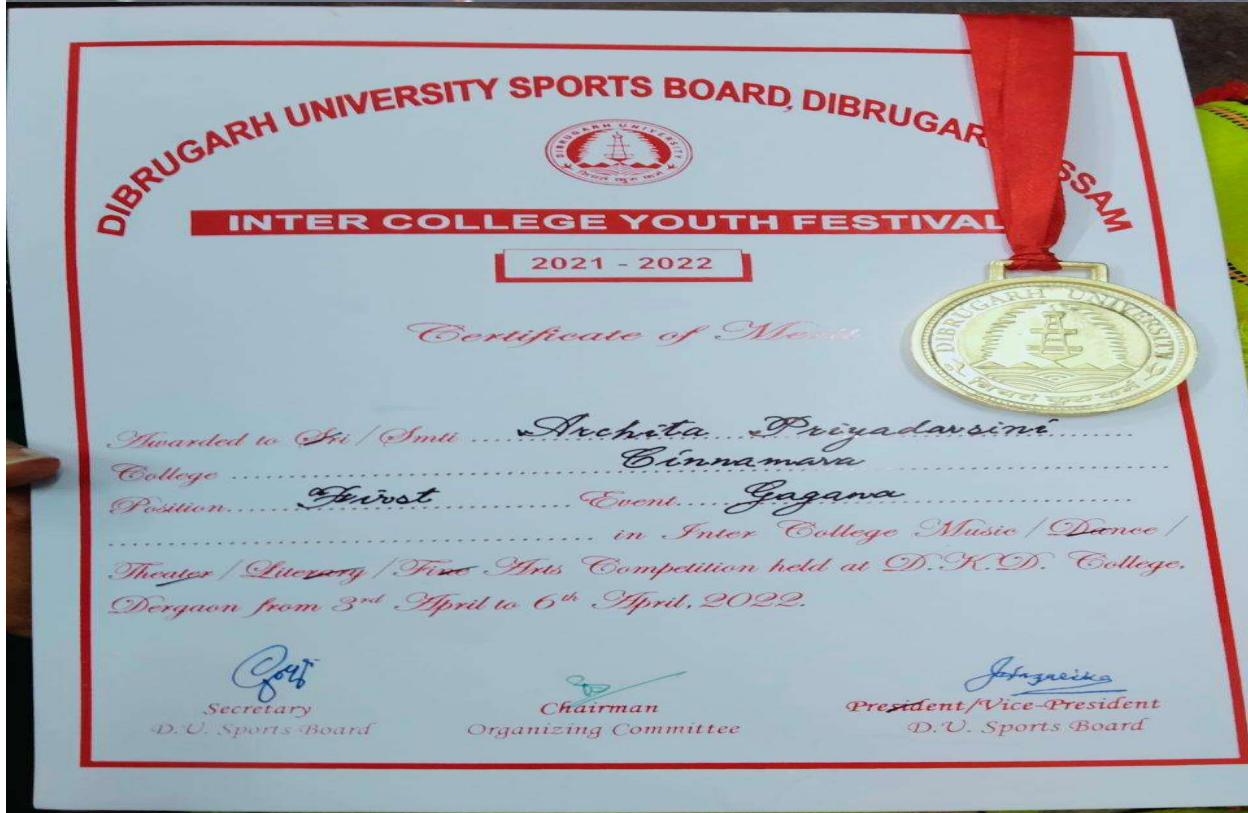 DIBRUGARH UNIVERSITY SPORTS BOARD, DIBRUGAR SSAM
DIBRUGARH UNIVERSITY
INTER COLLEGE YOUTH FESTIVAL
2021 - 2022
Certificate of Merit
DIBRUGARH UNIVERSITY
Awarded to Sri / Smti ..... Archita Priyadarsini
College ..... Cinnamara
Position..... First ..... Event.... Gagana
..... in Inter College Music / Dance /
Theater / Literary / Fine Arts Competition held at D.K.D. College,
Dergaon from 3rd April to 6th April, 2022.
Secretary Chairman President/Vice-President
D.U. Sports Board Organizing Committee D.U. Sports Board